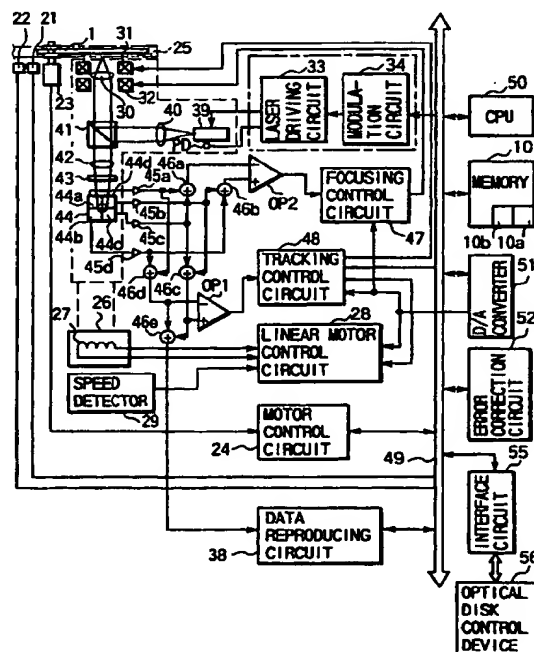 22 21 1 31 25
23 32 30 33 34
LASER
DRIVING
CIRCUIT
MODULA-
TION
CIRCUIT
50
CPU
41 40 39
PD
42
43
44d 46a
44a 45a
44 45b 46b
44b 44c 45c
45d
OP2
FOCUSING
CONTROL
CIRCUIT
47
10
MEMORY
10b 10a
46d 46c OP1
48
TRACKING
CONTROL
CIRCUIT
51
D/A
CONVERTER
27 26 46e
28
LINEAR MOTOR
CONTROL
CIRCUIT
52
ERROR
CORRECTION
CIRCUIT
SPEED
DETECTOR
29
MOTOR
CONTROL
CIRCUIT
24
49
55
INTERFACE
CIRCUIT
DATA
REPRODUCING
CIRCUIT
38
56
OPTICAL
DISK
CONTROL
DEVICE